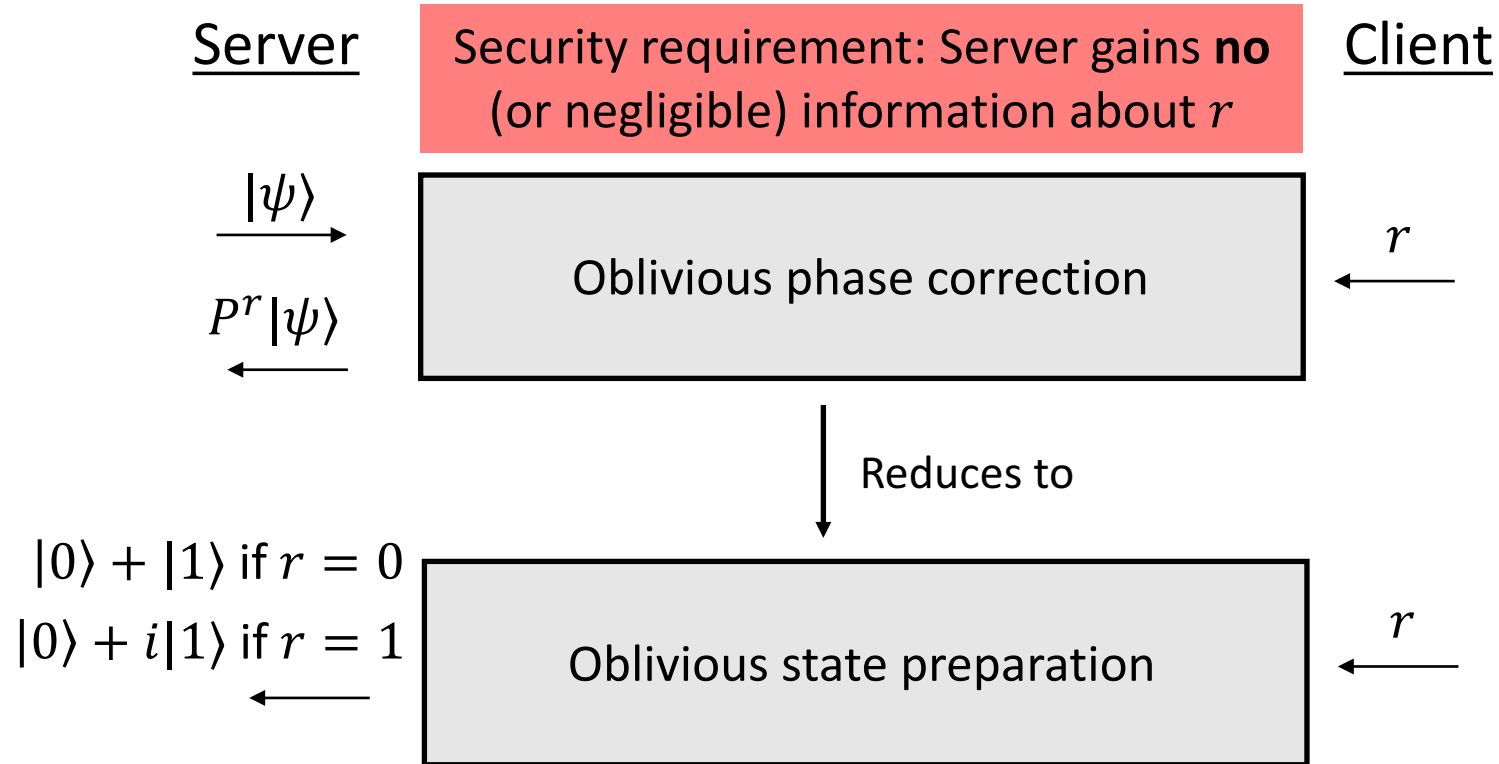 Server
Security requirement: Server gains no
(or negligible) information about r
Client
|ψ⟩
r
Oblivious phase correction
Pʳ|ψ⟩
Reduces to
|0⟩ + |1⟩ if r = 0
|0⟩ + i|1⟩ if r = 1
r
Oblivious state preparation